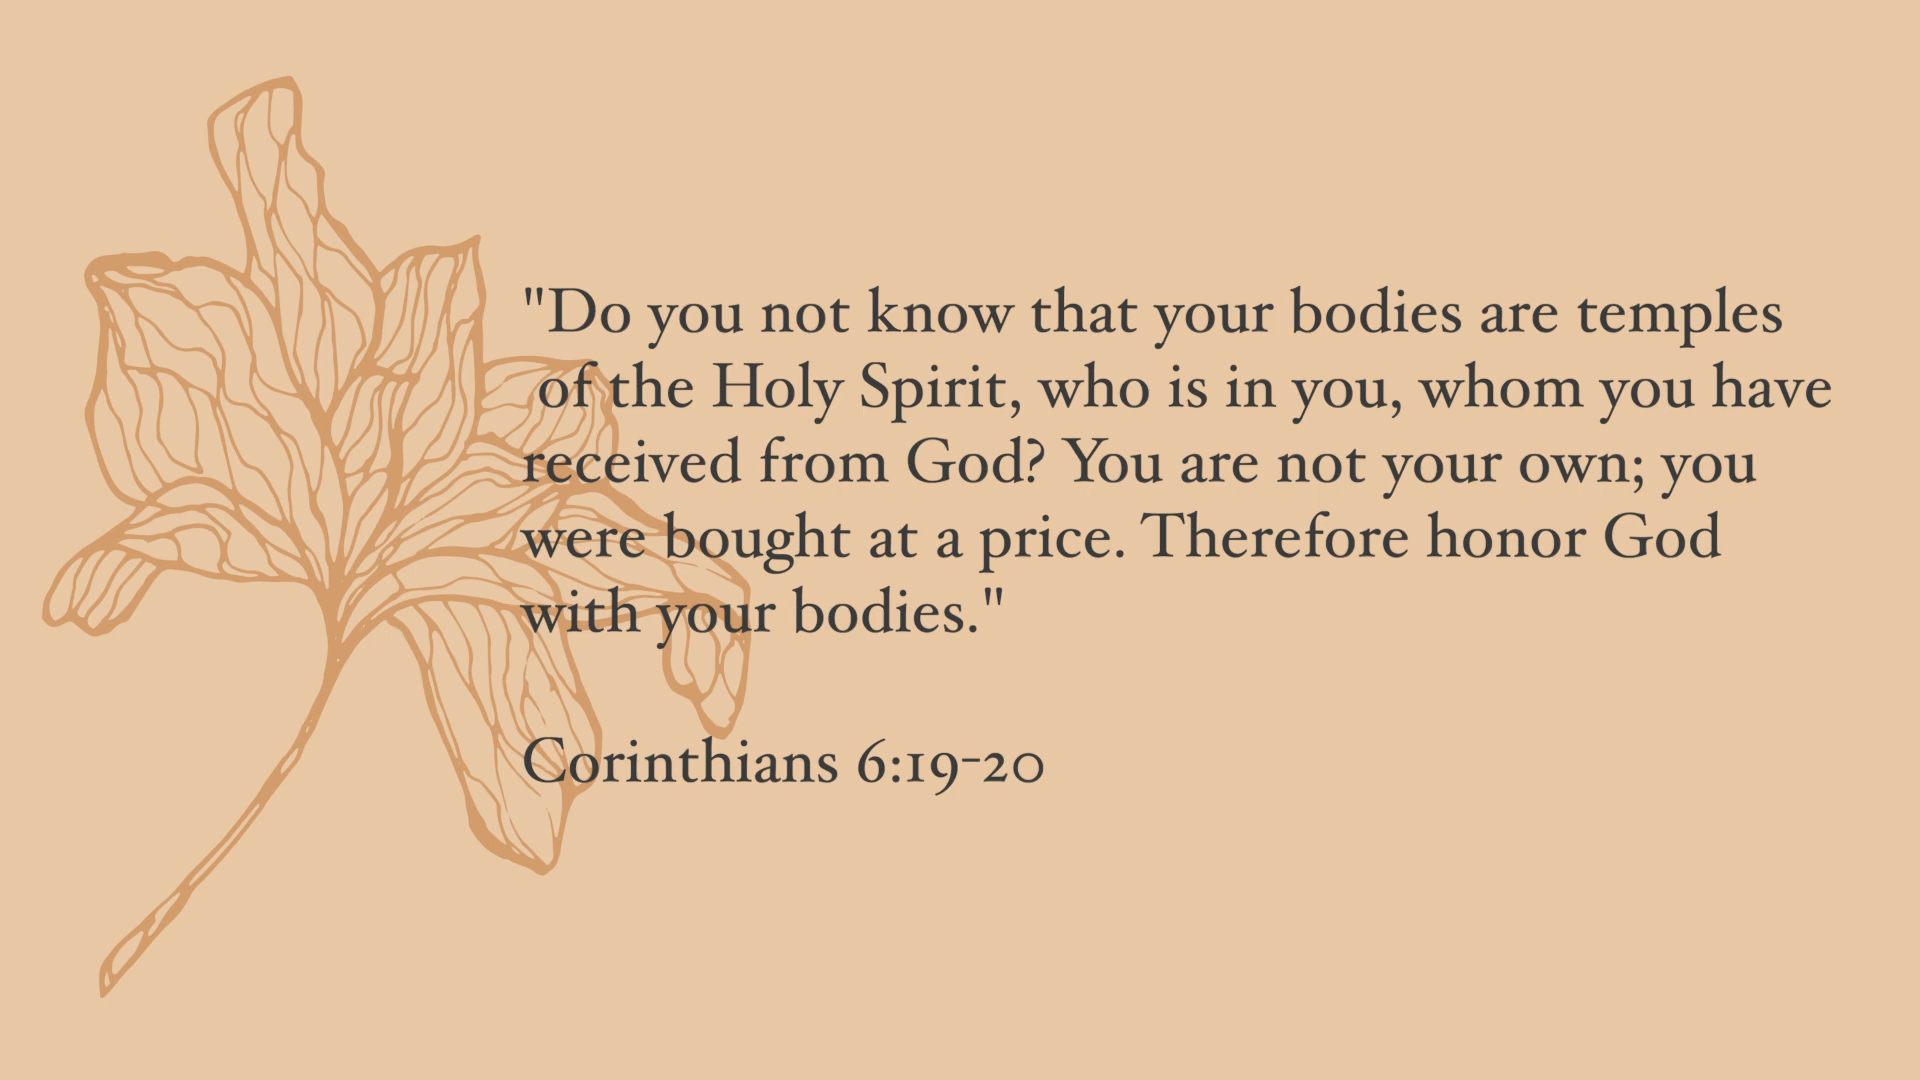 "Do you not know that your bodies are temples
of the Holy Spirit, who is in you, whom you have
received from God? You are not your own; you
were bought at a price. Therefore honor God
with your bodies."
Corinthians 6:19-20